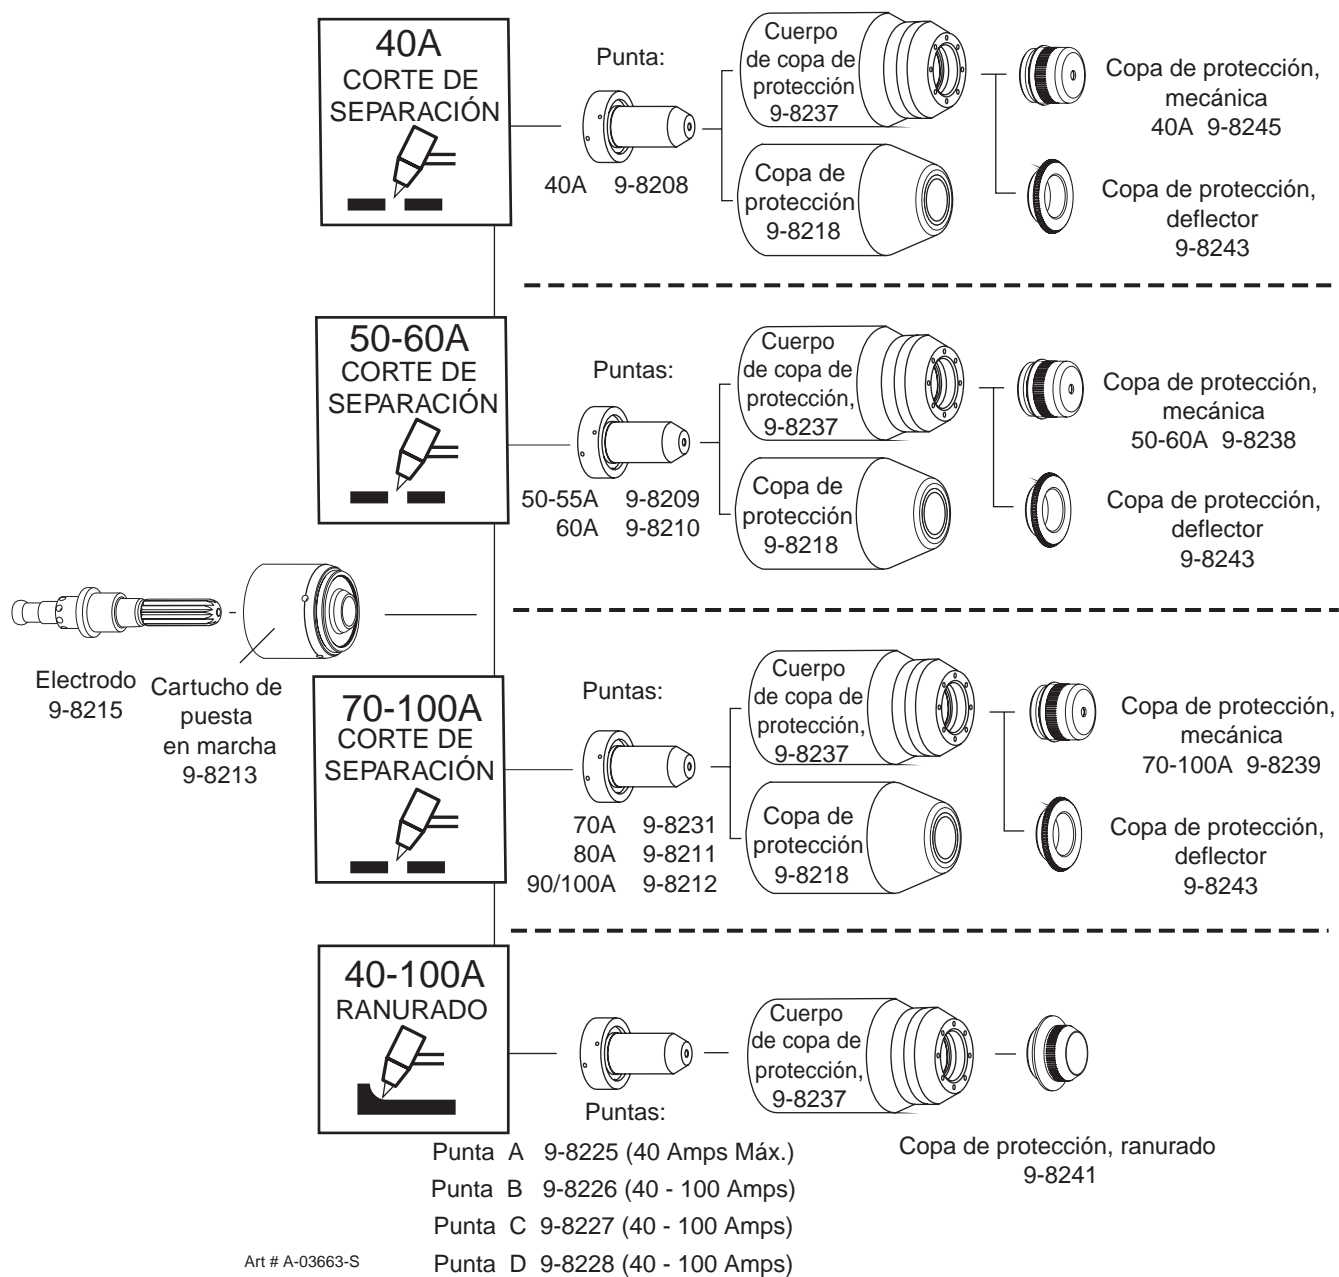 40A
CORTE DE
SEPARACIÓN
Punta:
40A 9-8208
Cuerpo
de copa de
protección
9-8237
Copa de
protección
9-8218
Copa de protección,
mecánica
40A 9-8245
Copa de protección,
deflector
9-8243
50-60A
CORTE DE
SEPARACIÓN
Puntas:
50-55A 9-8209
60A 9-8210
Cuerpo
de copa de
protección,
9-8237
Copa de
protección
9-8218
Copa de protección,
mecánica
50-60A 9-8238
Copa de protección,
deflector
9-8243
Electrodo
9-8215
Cartucho de
puesta
en marcha
9-8213
70-100A
CORTE DE
SEPARACIÓN
Puntas:
70A 9-8231
80A 9-8211
90/100A 9-8212
Cuerpo
de copa de
protección,
9-8237
Copa de
protección
9-8218
Copa de protección,
mecánica
70-100A 9-8239
Copa de protección,
deflector
9-8243
40-100A
RANURADO
Puntas:
Punta A 9-8225 (40 Amps Máx.)
Punta B 9-8226 (40 - 100 Amps)
Punta C 9-8227 (40 - 100 Amps)
Punta D 9-8228 (40 - 100 Amps)
Cuerpo
de copa de
protección,
9-8237
Copa de protección, ranurado
9-8241
Art # A-03663-S